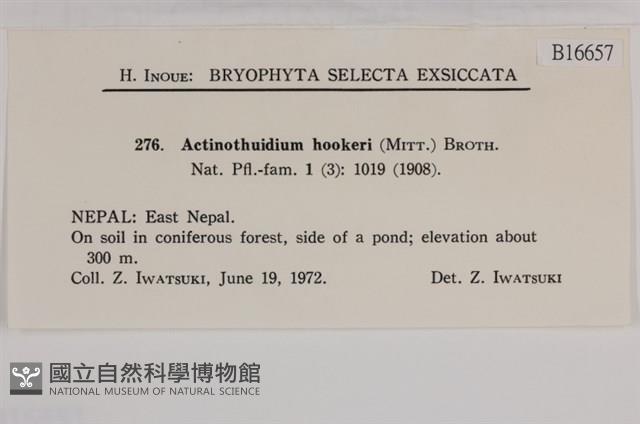 B16657
H. INOUE: BRYOPHYTA SELECTA EXSICCATA
276. Actinothuidium hookeri (MITT.) BROTH.
Nat. Pfl.-fam. 1 (3): 1019 (1908).
NEPAL: East Nepal.
On soil in coniferous forest, side of a pond; elevation about
300 m.
Coll. Z. IWATSUKI, June 19, 1972. Det. Z. IWATSUKI
國立自然科學博物館
NATIONAL MUSEUM OF NATURAL SCIENCE